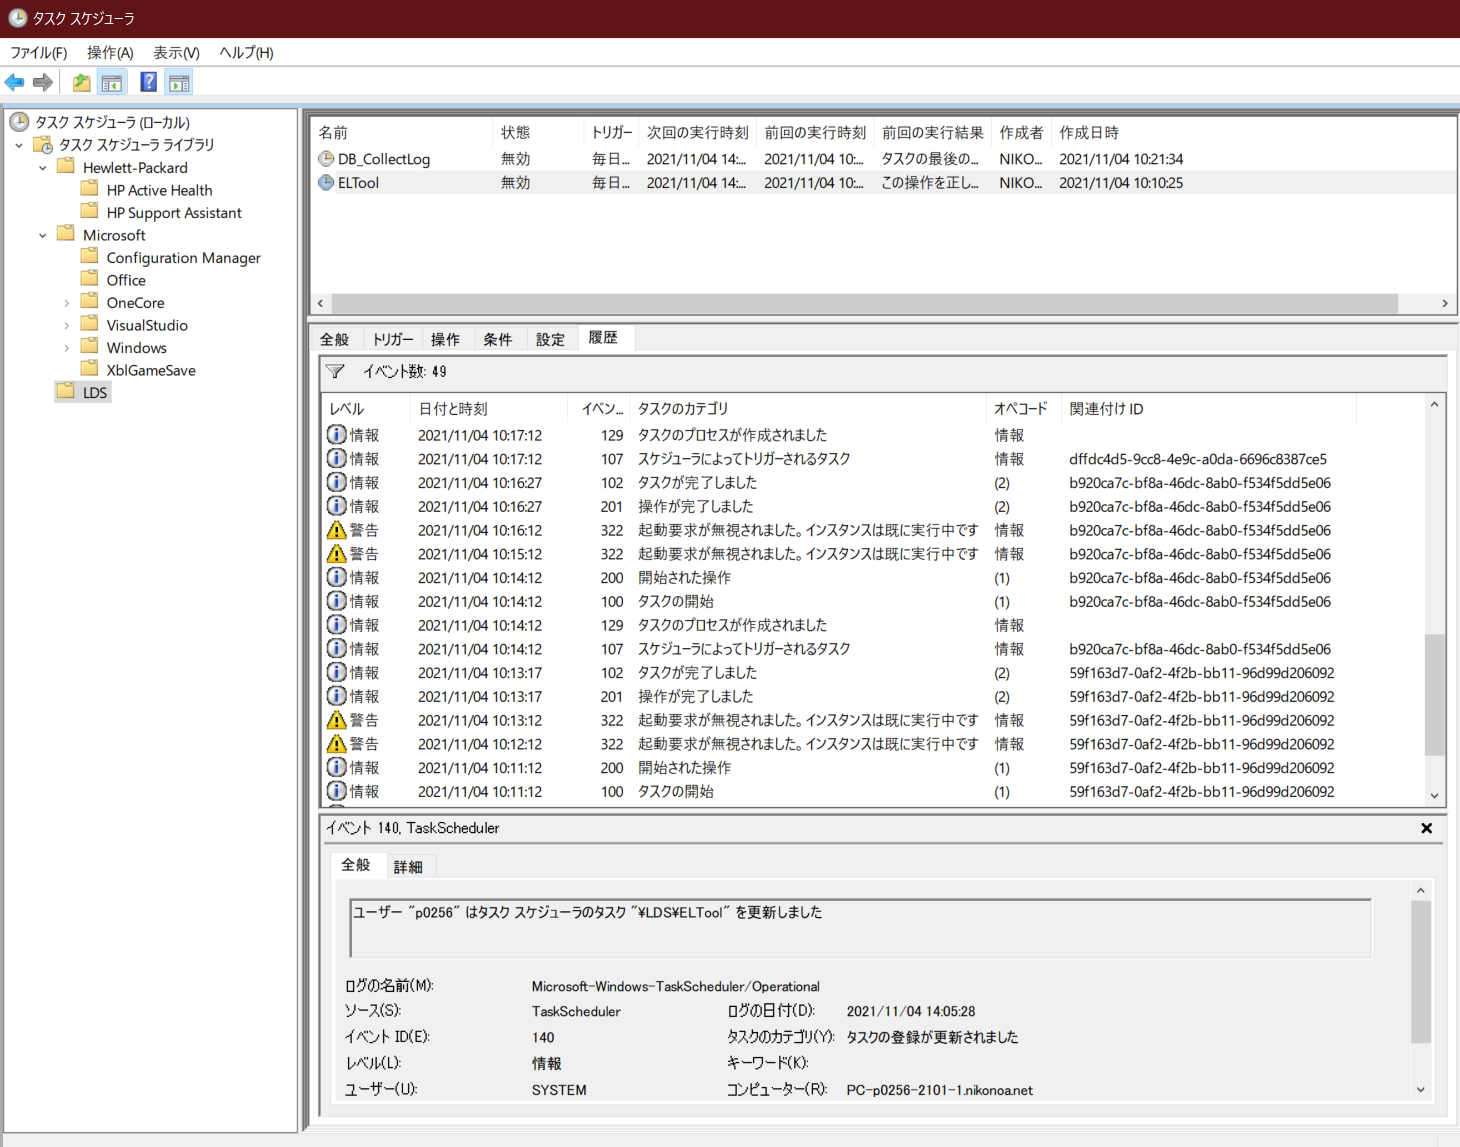 タスク スケジューラ
ファイル(F) 操作(A) 表示(V) ヘルプ(H)
タスク スケジューラ (ローカル)
タスク スケジューラ ライブラリ
Hewlett-Packard
HP Active Health
HP Support Assistant
Microsoft
Configuration Manager
Office
OneCore
VisualStudio
Windows
XblGameSave
LDS
名前 状態 トリガー 次回の実行時刻 前回の実行時刻 前回の実行結果 作成者 作成日時
DB_CollectLog 無効 毎日... 2021/11/04 14:... 2021/11/04 10:... タスクの最後の... NIKO... 2021/11/04 10:21:34
ELTool 無効 毎日... 2021/11/04 14:... 2021/11/04 10:... この操作を正し... NIKO... 2021/11/04 10:10:25
全般 トリガー 操作 条件 設定 履歴
イベント数: 49
レベル 日付と時刻 イベン... タスクのカテゴリ オペコード 関連付け ID
情報 2021/11/04 10:17:12 129 タスクのプロセスが作成されました 情報
情報 2021/11/04 10:17:12 107 スケジューラによってトリガーされるタスク 情報 dffdc4d5-9cc8-4e9c-a0da-6696c8387ce5
情報 2021/11/04 10:16:27 102 タスクが完了しました (2) b920ca7c-bf8a-46dc-8ab0-f534f5dd5e06
情報 2021/11/04 10:16:27 201 操作が完了しました (2) b920ca7c-bf8a-46dc-8ab0-f534f5dd5e06
警告 2021/11/04 10:16:12 322 起動要求が無視されました。インスタンスは既に実行中です 情報 b920ca7c-bf8a-46dc-8ab0-f534f5dd5e06
警告 2021/11/04 10:15:12 322 起動要求が無視されました。インスタンスは既に実行中です 情報 b920ca7c-bf8a-46dc-8ab0-f534f5dd5e06
情報 2021/11/04 10:14:12 200 開始された操作 (1) b920ca7c-bf8a-46dc-8ab0-f534f5dd5e06
情報 2021/11/04 10:14:12 100 タスクの開始 (1) b920ca7c-bf8a-46dc-8ab0-f534f5dd5e06
情報 2021/11/04 10:14:12 129 タスクのプロセスが作成されました 情報
情報 2021/11/04 10:14:12 107 スケジューラによってトリガーされるタスク 情報 b920ca7c-bf8a-46dc-8ab0-f534f5dd5e06
情報 2021/11/04 10:13:17 102 タスクが完了しました (2) 59f163d7-0af2-4f2b-bb11-96d99d206092
情報 2021/11/04 10:13:17 201 操作が完了しました (2) 59f163d7-0af2-4f2b-bb11-96d99d206092
警告 2021/11/04 10:13:12 322 起動要求が無視されました。インスタンスは既に実行中です 情報 59f163d7-0af2-4f2b-bb11-96d99d206092
警告 2021/11/04 10:12:12 322 起動要求が無視されました。インスタンスは既に実行中です 情報 59f163d7-0af2-4f2b-bb11-96d99d206092
情報 2021/11/04 10:11:12 200 開始された操作 (1) 59f163d7-0af2-4f2b-bb11-96d99d206092
情報 2021/11/04 10:11:12 100 タスクの開始 (1) 59f163d7-0af2-4f2b-bb11-96d99d206092
イベント 140, TaskScheduler
全般 詳細
ユーザー "p0256" はタスク スケジューラのタスク "¥LDS¥ELTool" を更新しました
ログの名前(M): Microsoft-Windows-TaskScheduler/Operational
ソース(S): TaskScheduler ログの日付(D): 2021/11/04 14:05:28
イベント ID(E): 140 タスクのカテゴリ(Y): タスクの登録が更新されました
レベル(L): 情報 キーワード(K):
ユーザー(U): SYSTEM コンピューター(R): PC-p0256-2101-1.nikonoa.net